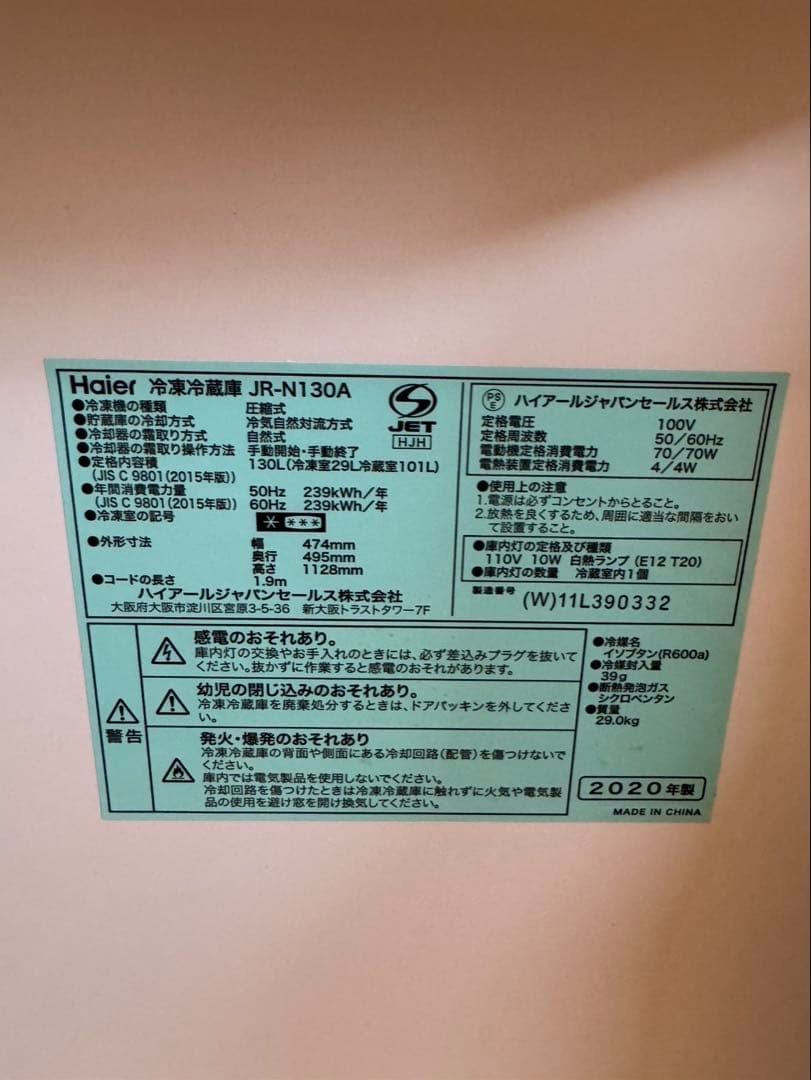 Haier 冷凍冷蔵庫 JR-N130A
●冷凍機の種類 圧縮式
●貯蔵庫の冷却方式 冷気自然対流方式
●冷却器の霜取り方式 自然式
●冷却器の霜取り操作方法 手動開始・手動終了
●定格内容積 130L(冷凍室29L冷蔵室101L)
(JIS C 9801(2015年版))
●年間消費電力量 50Hz 239kWh/年
(JIS C 9801(2015年版)) 60Hz 239kWh/年
●冷凍室の記号 * ***
●外形寸法 幅 474mm
奥行 495mm
高さ 1128mm
●コードの長さ 1.9m
ハイアールジャパンセールス株式会社
大阪府大阪市淀川区宮原3-5-36 新大阪トラストタワー7F
S
JET
HJH
PS
E
ハイアールジャパンセールス株式会社
定格電圧 100V
定格周波数 50/60Hz
電動機定格消費電力 70/70W
電熱装置定格消費電力 4/4W
●使用上の注意
1.電源は必ずコンセントからとること。
2.放熱を良くするため、周囲に適当な間隔をおい
て設置すること。
●庫内灯の定格及び種類
110V 10W 白熱ランプ(E12 T20)
●庫内灯の数量 冷蔵室内1個
製造番号 (W)11L390332
警告
感電のおそれあり。
庫内灯の交換やお手入れのときには、必ず差込みプラグを抜いて
ください。抜かずに作業すると感電のおそれがあります。
幼児の閉じ込みのおそれあり。
冷凍冷蔵庫を廃棄処分するときは、ドアパッキンを外してくださ
い。
発火・爆発のおそれあり
冷凍冷蔵庫の背面や側面にある冷却回路(配管)を傷つけないで
ください。
庫内では電気製品を使用しないでください。
冷却回路を傷つけたときは冷凍冷蔵庫に触れずに火気や電気製
品の使用を避け窓を開け換気してください。
●冷媒名
イソブタン(R600a)
●冷媒封入量
39g
●断熱発泡ガス
シクロペンタン
●質量
29.0kg
2020年製
MADE IN CHINA